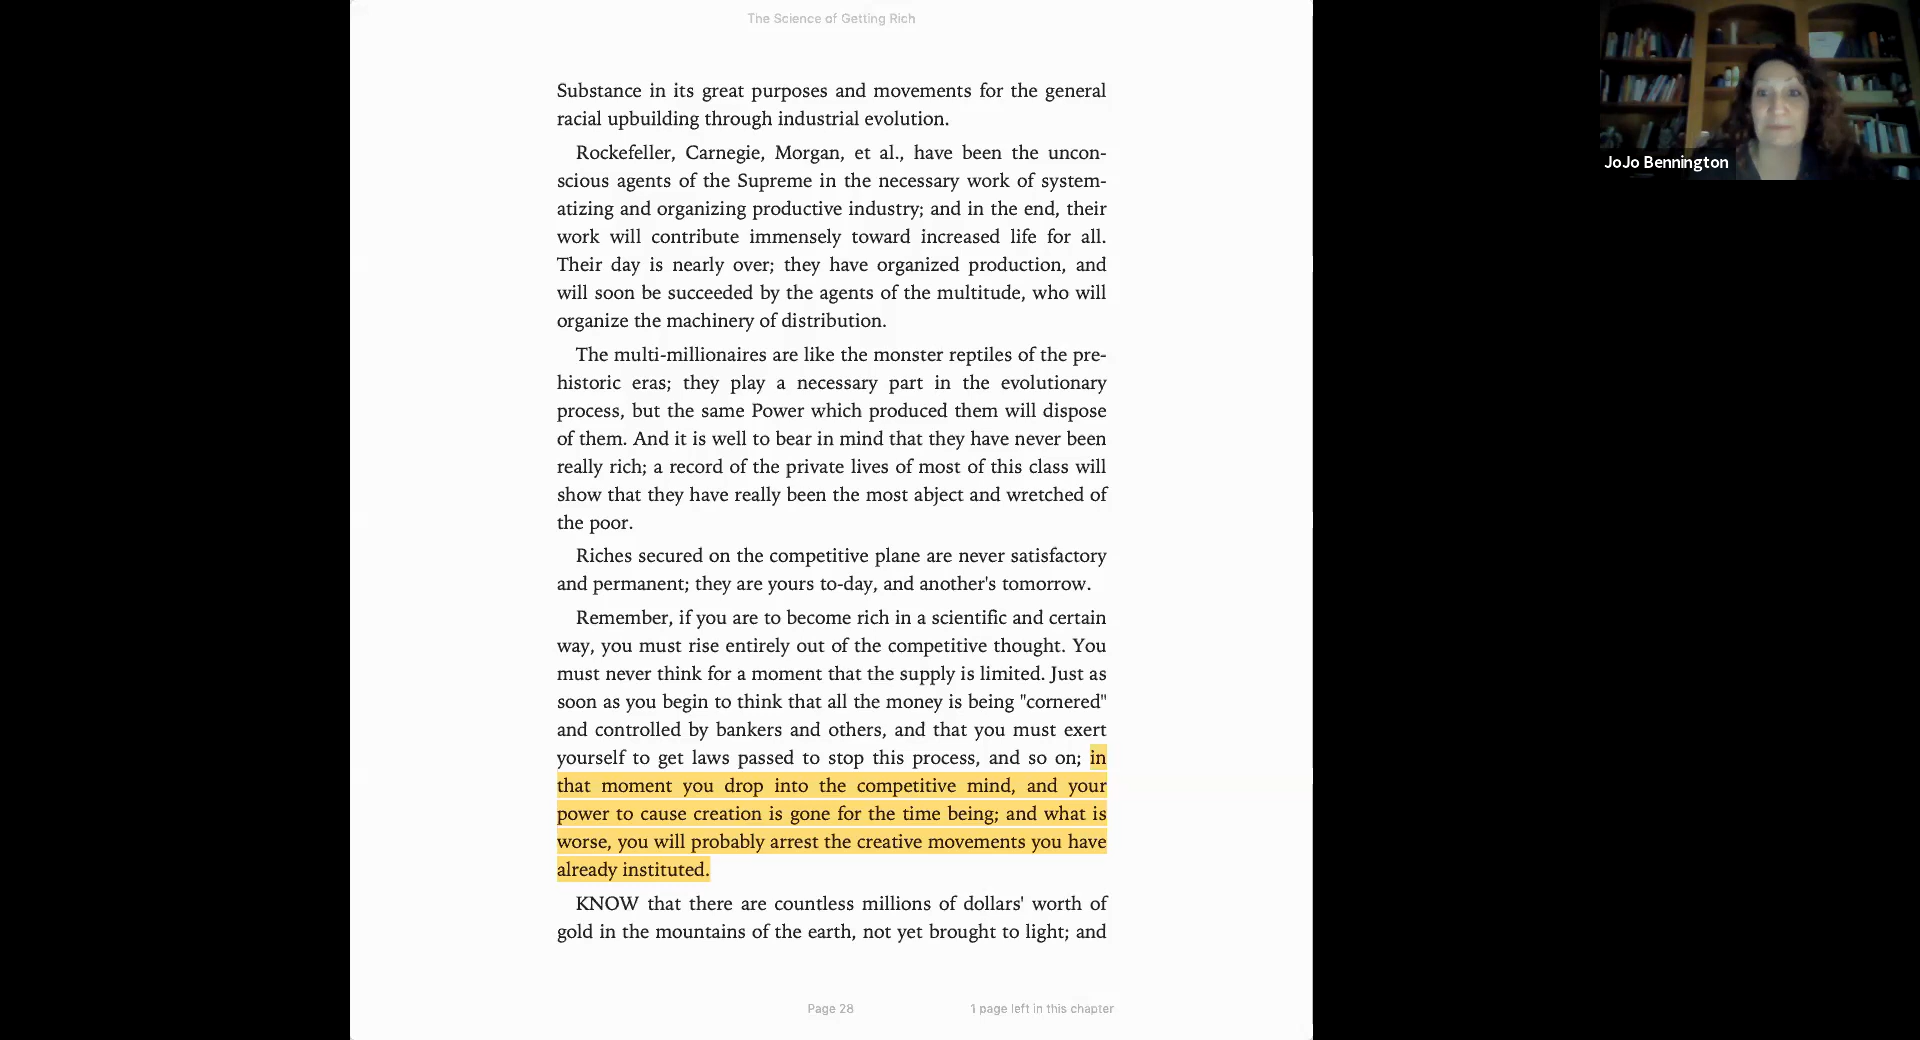 The Science of Getting Rich
Substance in its great purposes and movements for the general
racial upbuilding through industrial evolution.
Rockefeller, Carnegie, Morgan, et al., have been the uncon-
scious agents of the Supreme in the necessary work of system-
atizing and organizing productive industry; and in the end, their
work will contribute immensely toward increased life for all.
Their day is nearly over; they have organized production, and
will soon be succeeded by the agents of the multitude, who will
organize the machinery of distribution.
The multi-millionaires are like the monster reptiles of the pre-
historic eras; they play a necessary part in the evolutionary
process, but the same Power which produced them will dispose
of them. And it is well to bear in mind that they have never been
really rich; a record of the private lives of most of this class will
show that they have really been the most abject and wretched of
the poor.
Riches secured on the competitive plane are never satisfactory
and permanent; they are yours to-day, and another's tomorrow.
Remember, if you are to become rich in a scientific and certain
way, you must rise entirely out of the competitive thought. You
must never think for a moment that the supply is limited. Just as
soon as you begin to think that all the money is being "cornered"
and controlled by bankers and others, and that you must exert
yourself to get laws passed to stop this process, and so on; in
that moment you drop into the competitive mind, and your
power to cause creation is gone for the time being; and what is
worse, you will probably arrest the creative movements you have
already instituted.
KNOW that there are countless millions of dollars' worth of
gold in the mountains of the earth, not yet brought to light; and
Page 28
1 page left in this chapter
JoJo Bennington